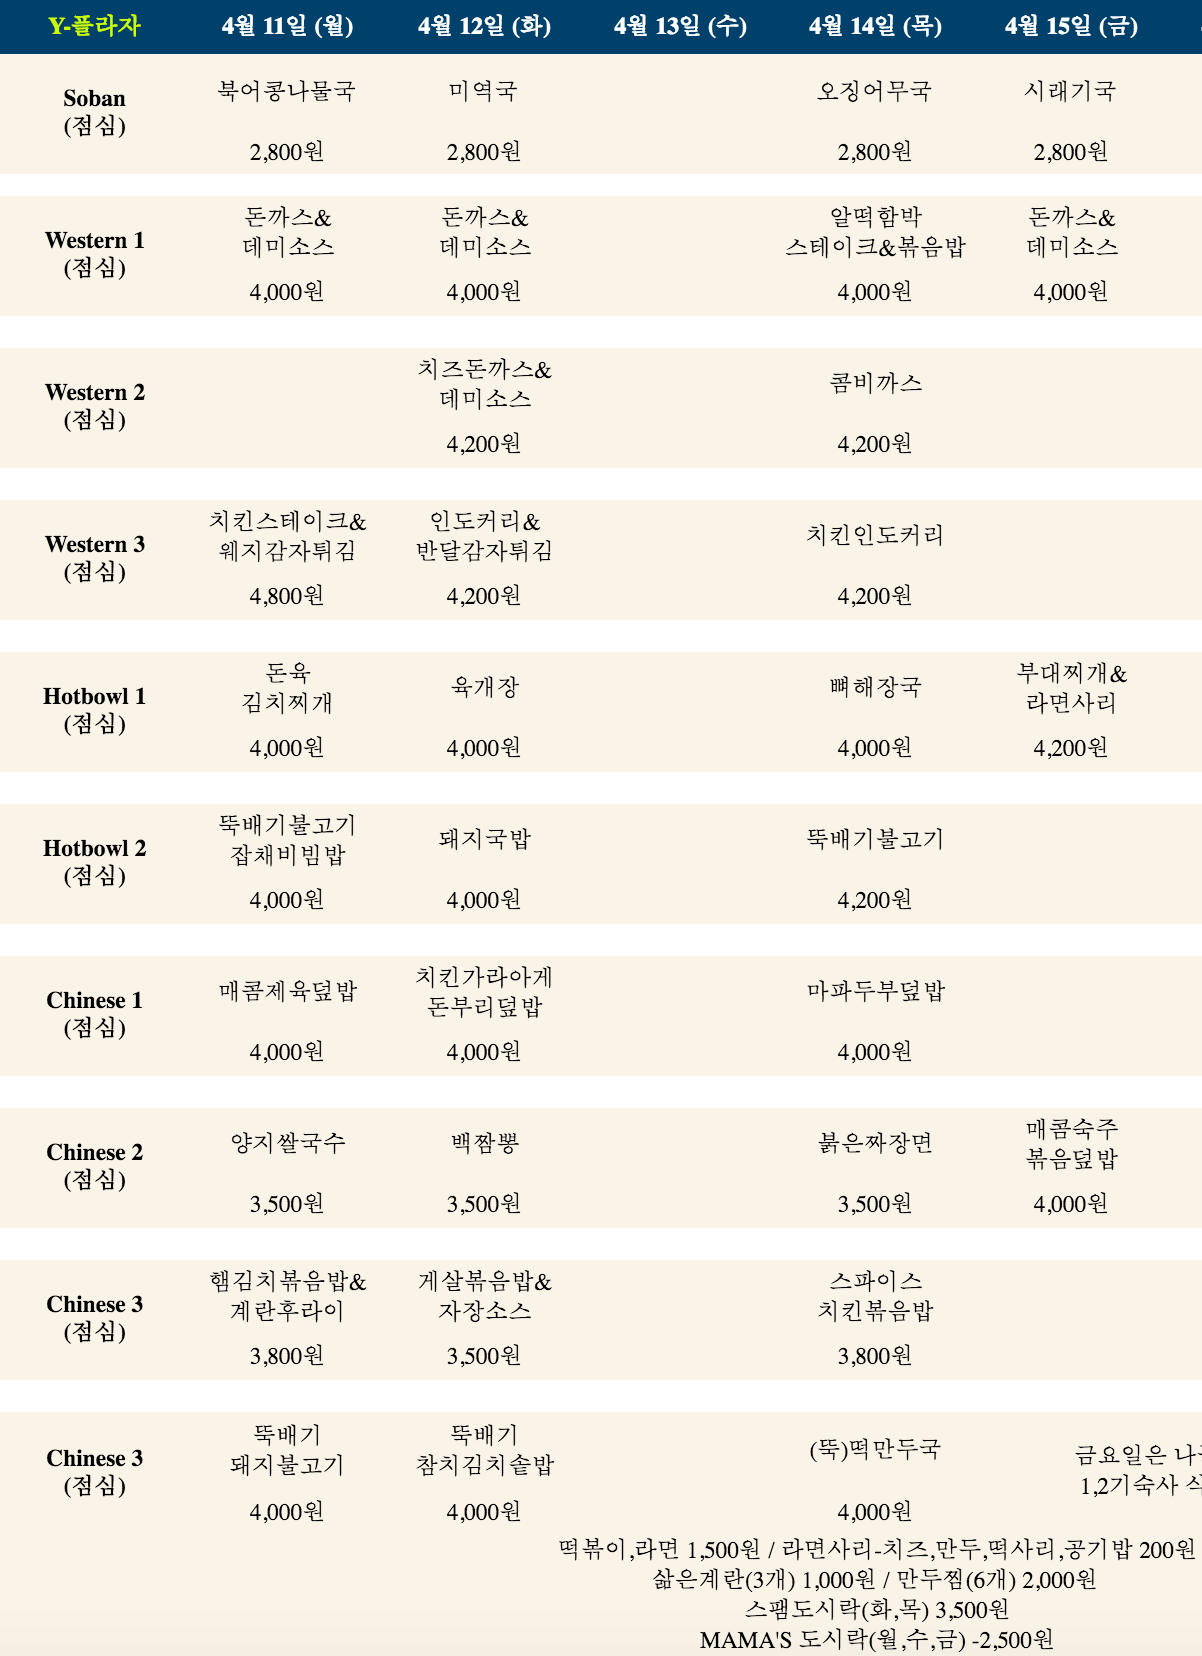 Y-플라자 4월 11일 (월) 4월 12일 (화) 4월 13일 (수) 4월 14일 (목) 4월 15일 (금)
Soban 북어콩나물국 미역국 오징어무국 시래기국
(점심)
2,800원 2,800원 2,800원 2,800원
돈까스& 돈까스& 알떡함박 돈까스&
Western 1 데미소스 데미소스 스테이크&볶음밥 데미소스
(점심)
4,000원 4,000원 4,000원 4,000원
치즈돈까스& 콤비까스
Western 2 데미소스
(점심)
4,200원 4,200원
치킨스테이크& 인도커리& 치킨인도커리
Western 3 웨지감자튀김 반달감자튀김
(점심)
4,800원 4,200원 4,200원
돈육 육개장 뼈해장국 부대찌개&
Hotbowl 1 김치찌개 라면사리
(점심)
4,000원 4,000원 4,000원 4,200원
뚝배기불고기 돼지국밥 뚝배기불고기
Hotbowl 2 잡채비빔밥
(점심)
4,000원 4,000원 4,200원
매콤제육덮밥 치킨가라아게 마파두부덮밥
Chinese 1 돈부리덮밥
(점심)
4,000원 4,000원 4,000원
양지쌀국수 백짬뽕 붉은짜장면 매콤숙주
Chinese 2 볶음덮밥
(점심)
3,500원 3,500원 3,500원 4,000원
햄김치볶음밥& 게살볶음밥& 스파이스
Chinese 3 계란후라이 자장소스 치킨볶음밥
(점심)
3,800원 3,500원 3,800원
뚝배기 뚝배기 (뚝)떡만두국 금요일은
Chinese 3 돼지불고기 참치김치솥밥 1,2기숙사
(점심)
4,000원 4,000원 4,000원
떡볶이,라면 1,500원 / 라면사리-치즈,만두,떡사리,공기밥 200원
삶은계란(3개) 1,000원 / 만두찜(6개) 2,000원
스팸도시락(화,목) 3,500원
MAMA'S 도시락(월,수,금) -2,500원